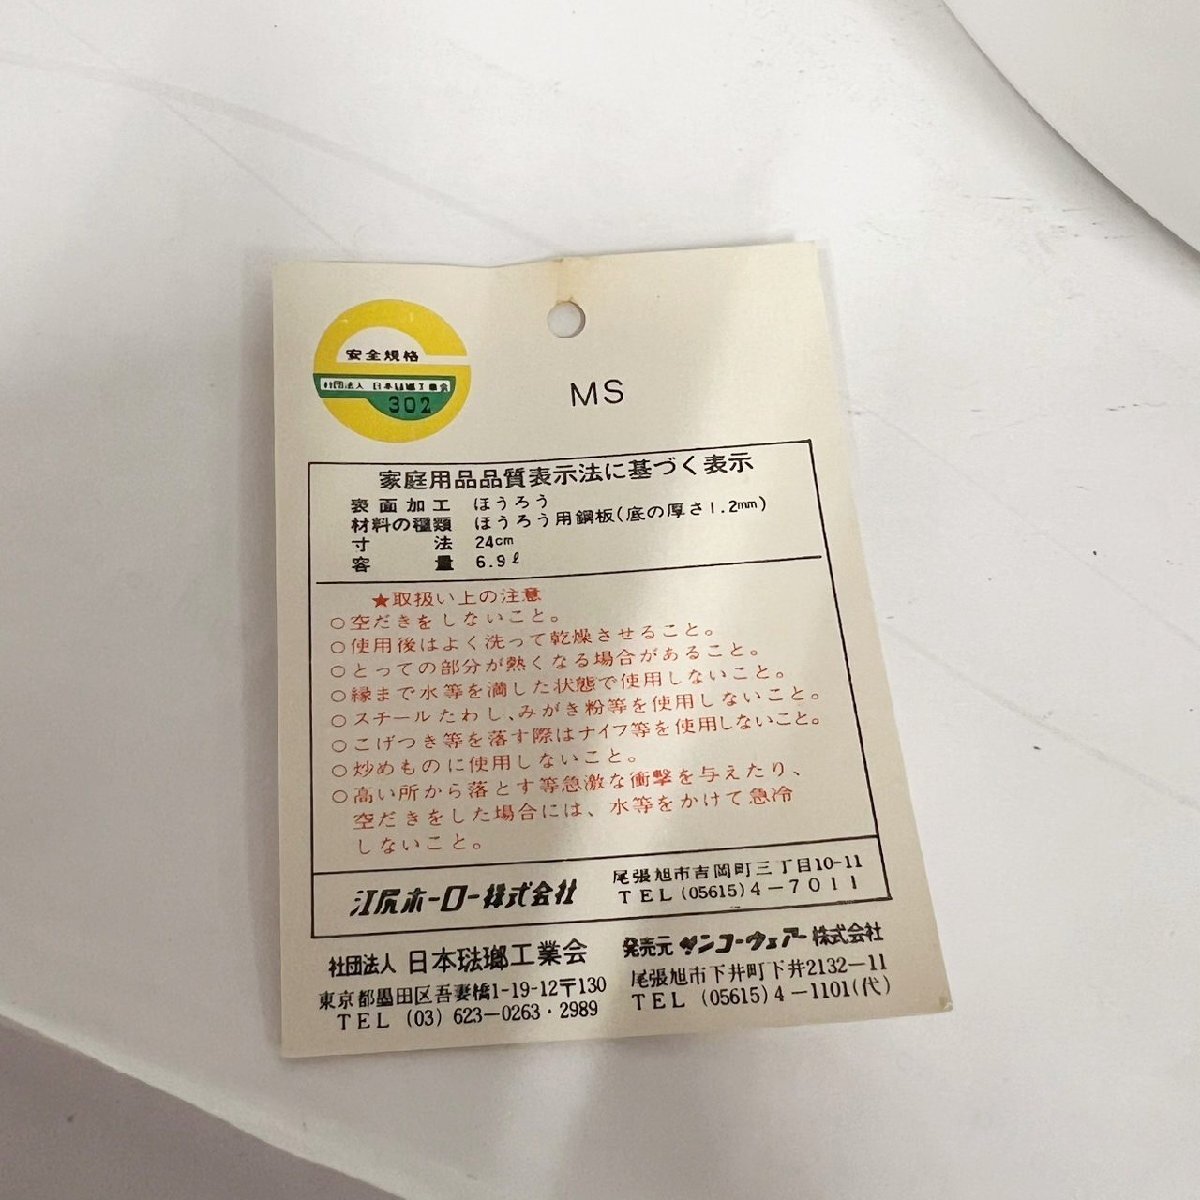 安全規格
社団法人 日本琺瑯工業会
302
MS
家庭用品品質表示法に基づく表示
表面加工 ほうろう
材料の種類 ほうろう用鋼板(底の厚さ1.2mm)
寸法 24cm
容量 6.9ℓ
★取扱い上の注意
○空だきをしないこと。
○使用後はよく洗って乾燥させること。
○とっての部分が熱くなる場合があること。
○縁まで水等を満した状態で使用しないこと。
○スチールたわし、みがき粉等を使用しないこと。
○こげつき等を落す際はナイフ等を使用しないこと。
○炒めものに使用しないこと。
○高い所から落とす等急激な衝撃を与えたり、
空だきをした場合には、水等をかけて急冷
しないこと。
江尻ホーロー株式会社
尾張旭市吉岡町三丁目10-11
TEL(05615)4-7011
社団法人 日本琺瑯工業会
東京都墨田区吾妻橋1-19-12〒130
TEL (03) 623-0263・2989
発売元 サンコーウェアー株式会社
尾張旭市下井町下井2132-11
TEL (05615)4-1101(代)